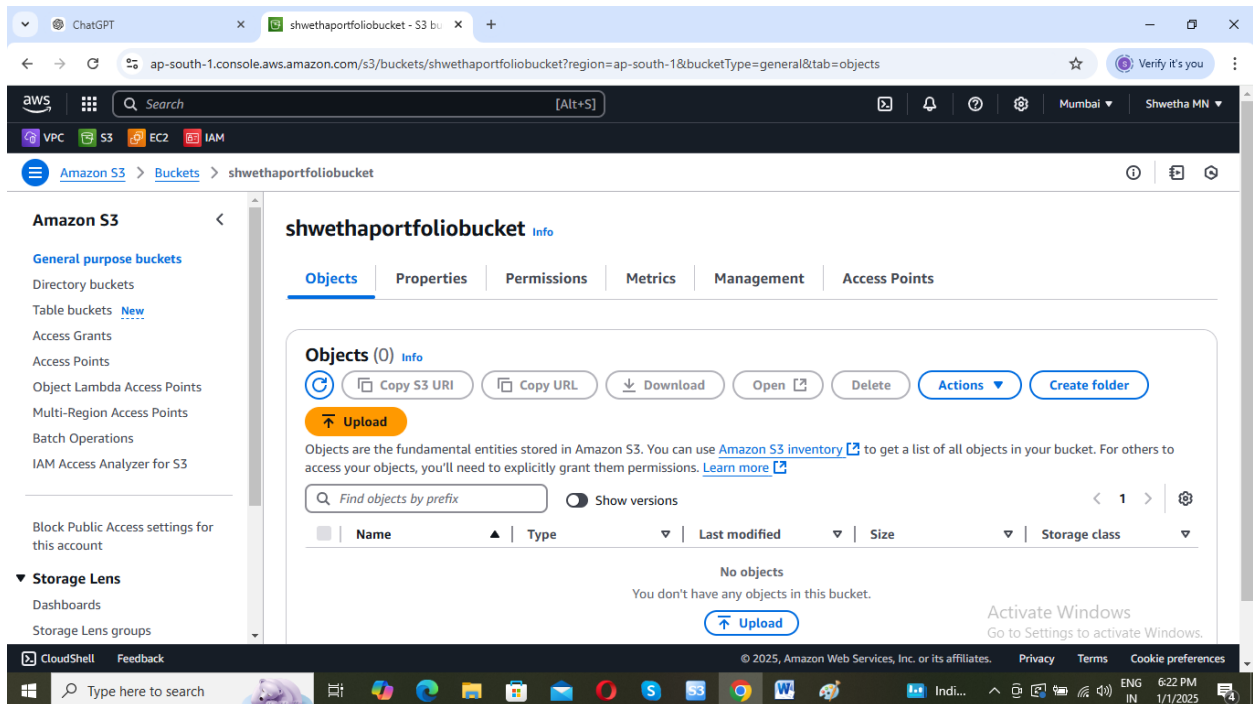 ChatGPT
shwethaportfoliobucket - S3 bu
ap-south-1.console.aws.amazon.com/s3/buckets/shwethaportfoliobucket?region=ap-south-1&bucketType=general&tab=objects
Verify it's you
aws
Search
[Alt+S]
Mumbai
Shwetha MN
VPC S3 EC2 IAM
Amazon S3 > Buckets > shwethaportfoliobucket
Amazon S3
General purpose buckets
Directory buckets
Table buckets New
Access Grants
Access Points
Object Lambda Access Points
Multi-Region Access Points
Batch Operations
IAM Access Analyzer for S3
Block Public Access settings for
this account
Storage Lens
Dashboards
Storage Lens groups
shwethaportfoliobucket Info
Objects Properties Permissions Metrics Management Access Points
Objects (0) Info
Copy S3 URI Copy URL Download Open Delete Actions Create folder
Upload
Objects are the fundamental entities stored in Amazon S3. You can use Amazon S3 inventory to get a list of all objects in your bucket. For others to
access your objects, you'll need to explicitly grant them permissions. Learn more
Find objects by prefix
Show versions
1
Name Type Last modified Size Storage class
No objects
You don't have any objects in this bucket.
Upload
Activate Windows
Go to Settings to activate Windows.
CloudShell Feedback
© 2025, Amazon Web Services, Inc. or its affiliates. Privacy Terms Cookie preferences
Type here to search
Indi...
ENG
IN
6:22 PM
1/1/2025
4